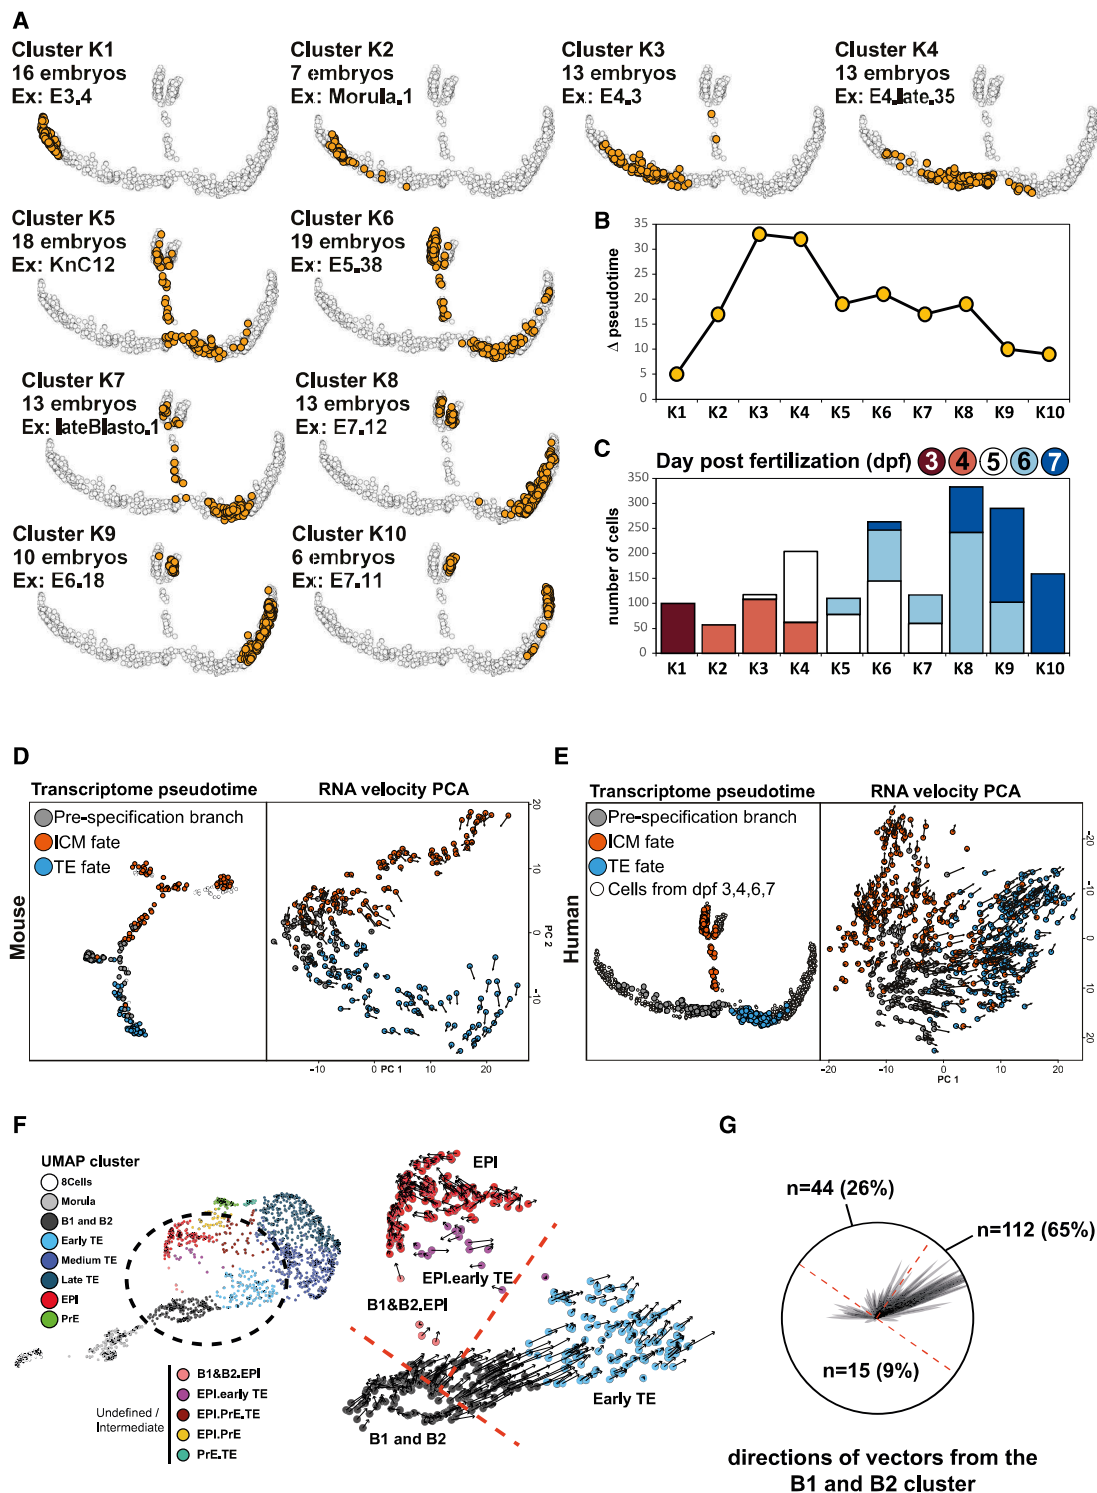 A
Cluster K1
16 embryos
Ex: E3.4
Cluster K2
7 embryos
Ex: Morula.1
Cluster K3
13 embryos
Ex: E4.3
Cluster K4
13 embryos
Ex: E4.late.35
Cluster K5
18 embryos
Ex: KnC12
Cluster K6
19 embryos
Ex: E5.38
Cluster K7
13 embryos
Ex: lateBlasto.1
Cluster K8
13 embryos
Ex: E7.12
Cluster K9
10 embryos
Ex: E6.18
Cluster K10
6 embryos
Ex: E7.11
B
Δ pseudotime
35
30
25
20
15
10
5
0
K1 K2 K3 K4 K5 K6 K7 K8 K9 K10
C
Day post fertilization (dpf) 3 4 5 6 7
number of cells
350
300
250
200
150
100
50
0
K1 K2 K3 K4 K5 K6 K7 K8 K9 K10
D
Transcriptome pseudotime
RNA velocity PCA
Mouse
Pre-specification branch
ICM fate
TE fate
20
10
0
-10
PC 2
-10 0 PC 1 10 20
E
Transcriptome pseudotime
RNA velocity PCA
Human
Pre-specification branch
ICM fate
TE fate
Cells from dpf 3,4,6,7
-20
-10
0
10
20
-20 -10 0 10 20
PC 1
F
UMAP cluster
8Cells
Morula
B1 and B2
Early TE
Medium TE
Late TE
EPI
PrE
Undefined /
Intermediate
B1&B2.EPI
EPI.early TE
EPI.PrE.TE
EPI.PrE
PrE.TE
EPI
EPI.early TE
B1&B2.EPI
Early TE
B1 and B2
G
n=44 (26%)
n=112 (65%)
n=15 (9%)
directions of vectors from the
B1 and B2 cluster